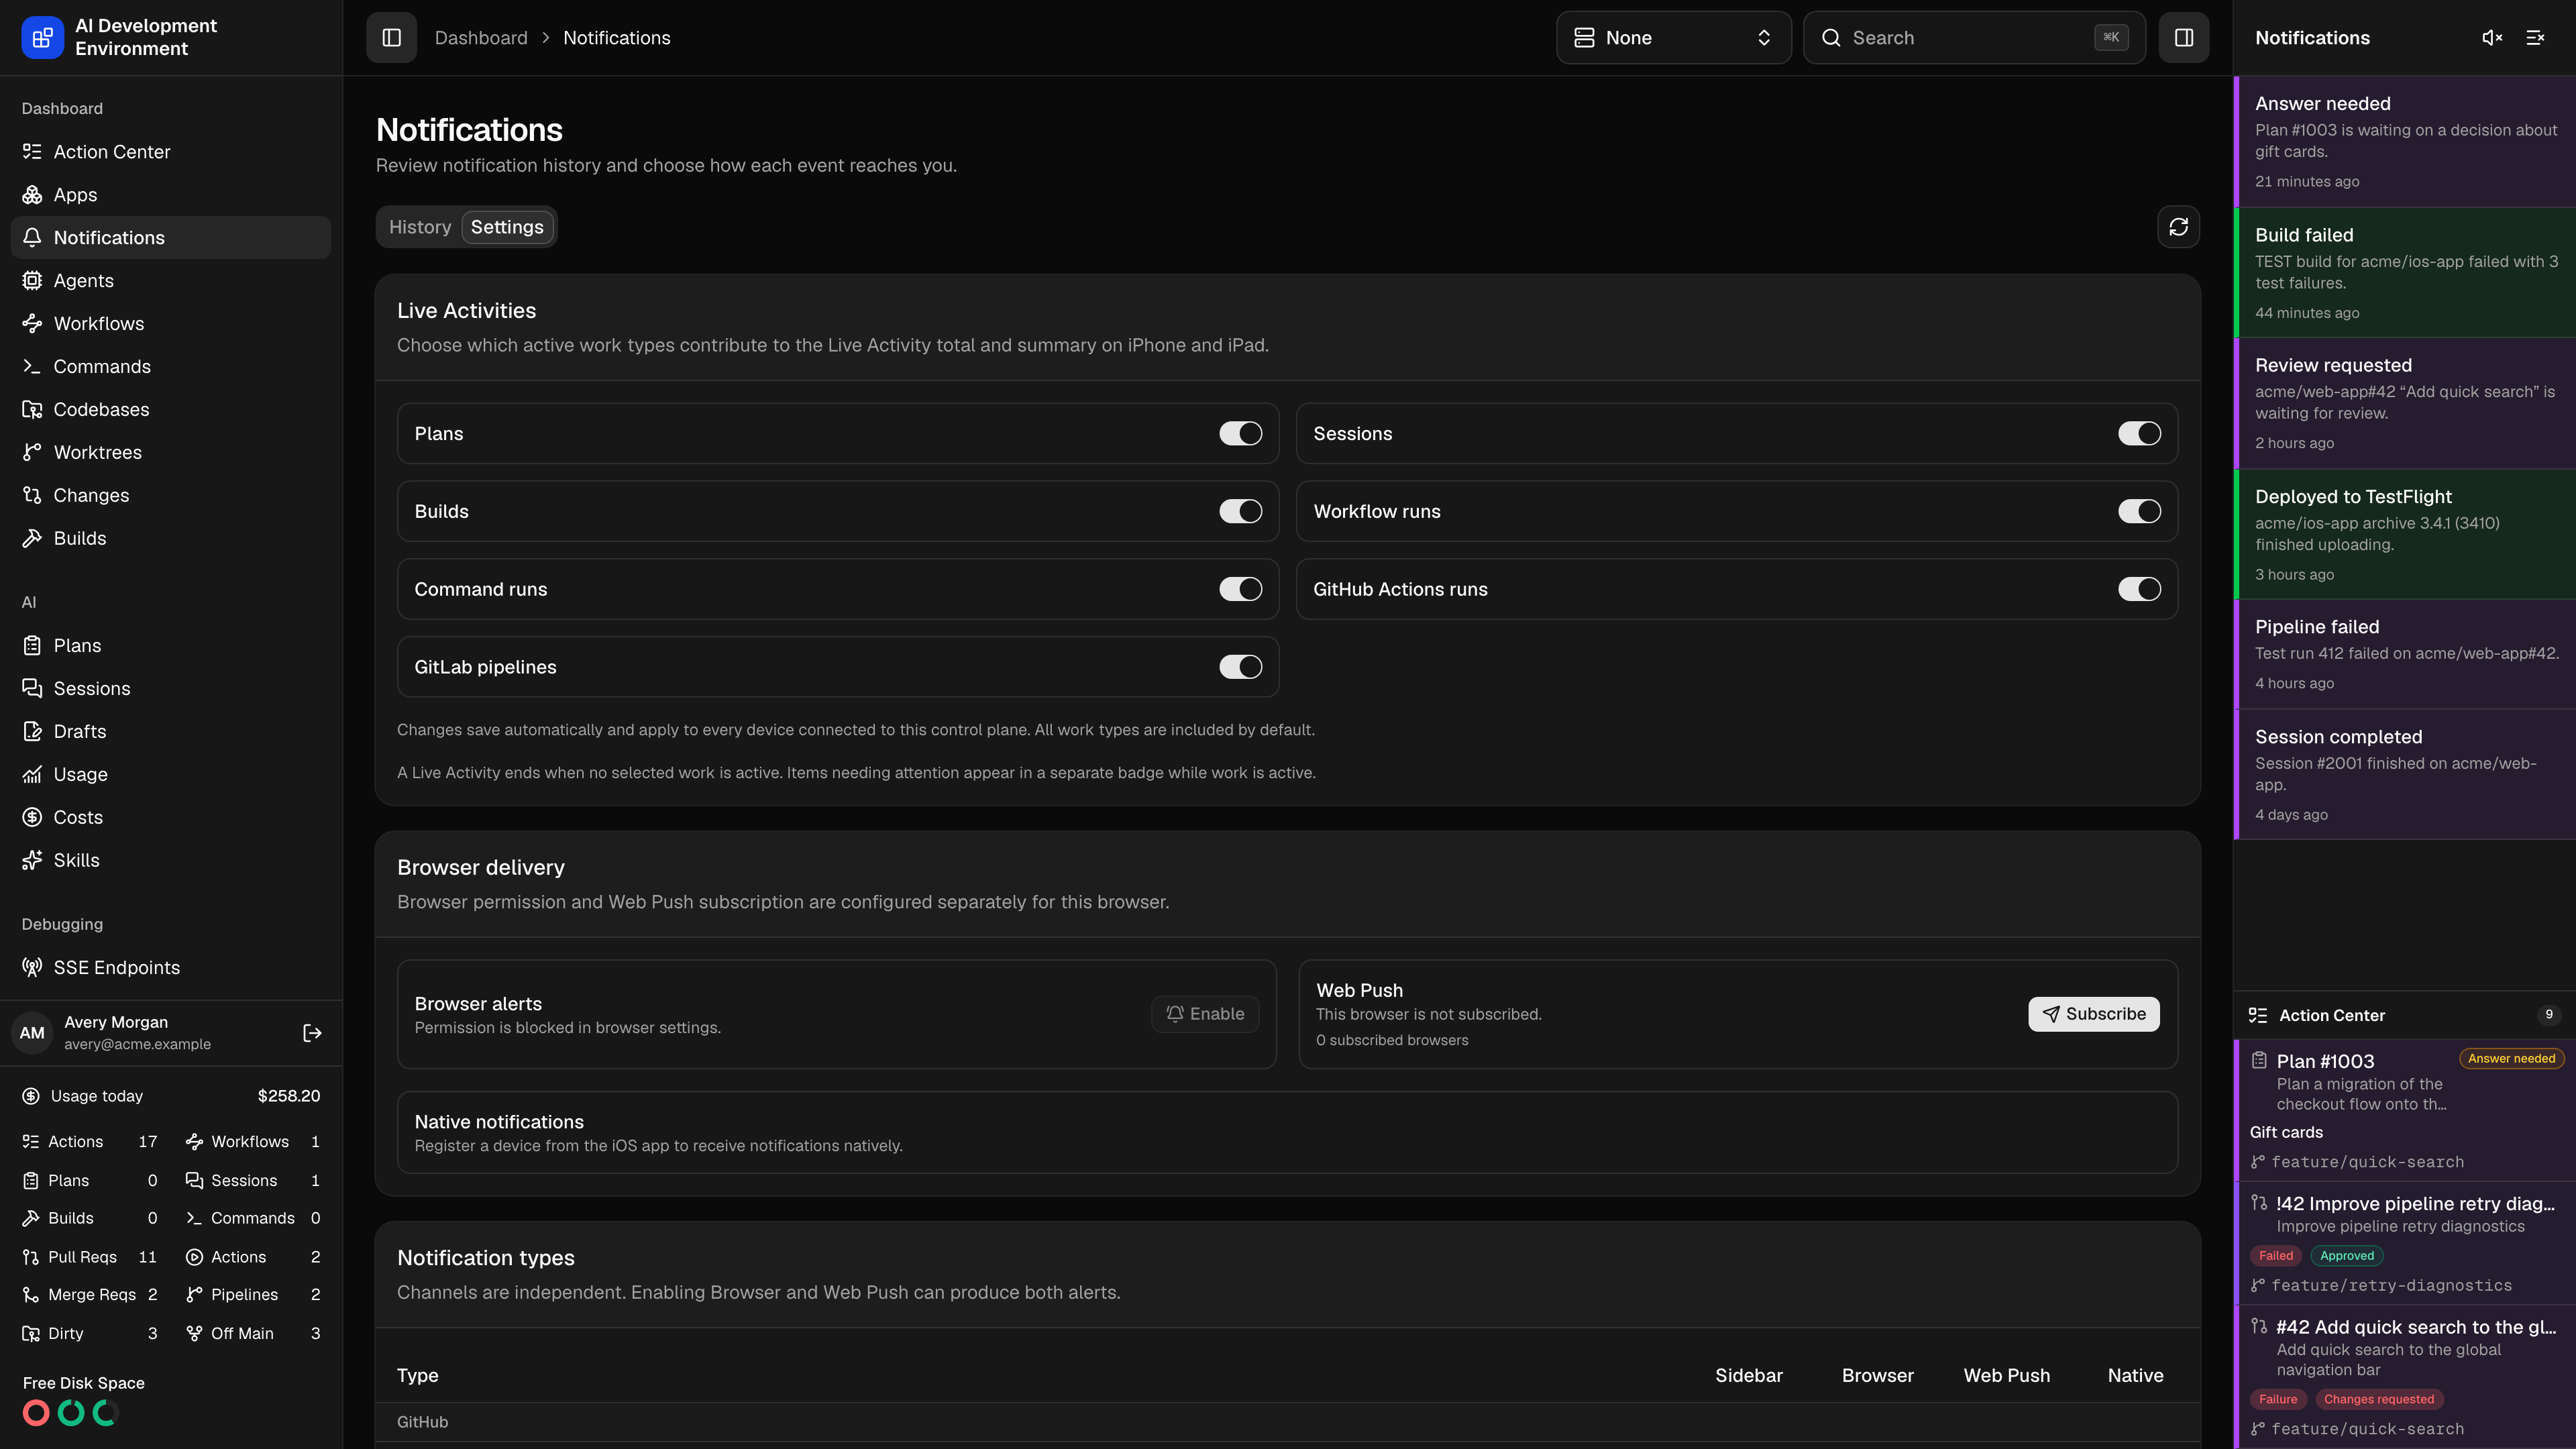 AI Development
Environment
Dashboard
Action Center
Apps
Notifications
Agents
Workflows
Commands
Codebases
Worktrees
Changes
Builds
AI
Plans
Sessions
Drafts
Usage
Costs
Skills
Debugging
SSE Endpoints
AM
Avery Morgan
avery@acme.example
Usage today $258.20
Actions 17 Workflows 1
Plans 0 Sessions 1
Builds 0 Commands 0
Pull Reqs 11 Actions 2
Merge Reqs 2 Pipelines 2
Dirty 3 Off Main 3
Free Disk Space
Dashboard > Notifications
None
Search ⌘K
Notifications
Review notification history and choose how each event reaches you.
History Settings
Live Activities
Choose which active work types contribute to the Live Activity total and summary on iPhone and iPad.
Plans
Sessions
Builds
Workflow runs
Command runs
GitHub Actions runs
GitLab pipelines
Changes save automatically and apply to every device connected to this control plane. All work types are included by default.
A Live Activity ends when no selected work is active. Items needing attention appear in a separate badge while work is active.
Browser delivery
Browser permission and Web Push subscription are configured separately for this browser.
Browser alerts
Permission is blocked in browser settings.
Enable
Web Push
This browser is not subscribed.
0 subscribed browsers
Subscribe
Native notifications
Register a device from the iOS app to receive notifications natively.
Notification types
Channels are independent. Enabling Browser and Web Push can produce both alerts.
Type Sidebar Browser Web Push Native
GitHub
Notifications
Answer needed
Plan #1003 is waiting on a decision about
gift cards.
21 minutes ago
Build failed
TEST build for acme/ios-app failed with 3
test failures.
44 minutes ago
Review requested
acme/web-app#42 “Add quick search” is
waiting for review.
2 hours ago
Deployed to TestFlight
acme/ios-app archive 3.4.1 (3410)
finished uploading.
3 hours ago
Pipeline failed
Test run 412 failed on acme/web-app#42.
4 hours ago
Session completed
Session #2001 finished on acme/web-
app.
4 days ago
Action Center 9
Plan #1003 Answer needed
Plan a migration of the
checkout flow onto th...
Gift cards
feature/quick-search
!42 Improve pipeline retry diag...
Improve pipeline retry diagnostics
Failed Approved
feature/retry-diagnostics
#42 Add quick search to the gl...
Add quick search to the global
navigation bar
Failure Changes requested
feature/quick-search